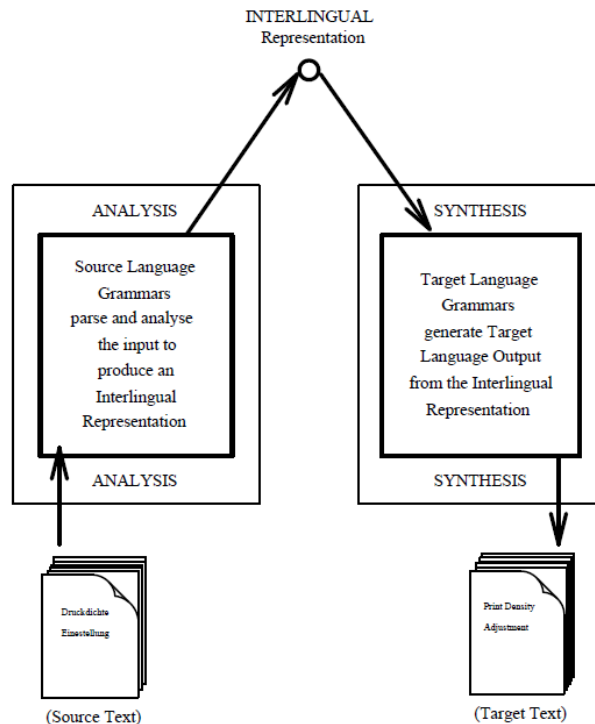 INTERLINGUAL
Representation
ANALYSIS
Source Language
Grammars
parse and analyse
the input to
produce an
Interlingual
Representation
ANALYSIS
SYNTHESIS
Target Language
Grammars
generate Target
Language Output
from the Interlingual
Representation
SYNTHESIS
Druckdichte
Einestellung
(Source Text)
Print Density
Adjustment
(Target Text)